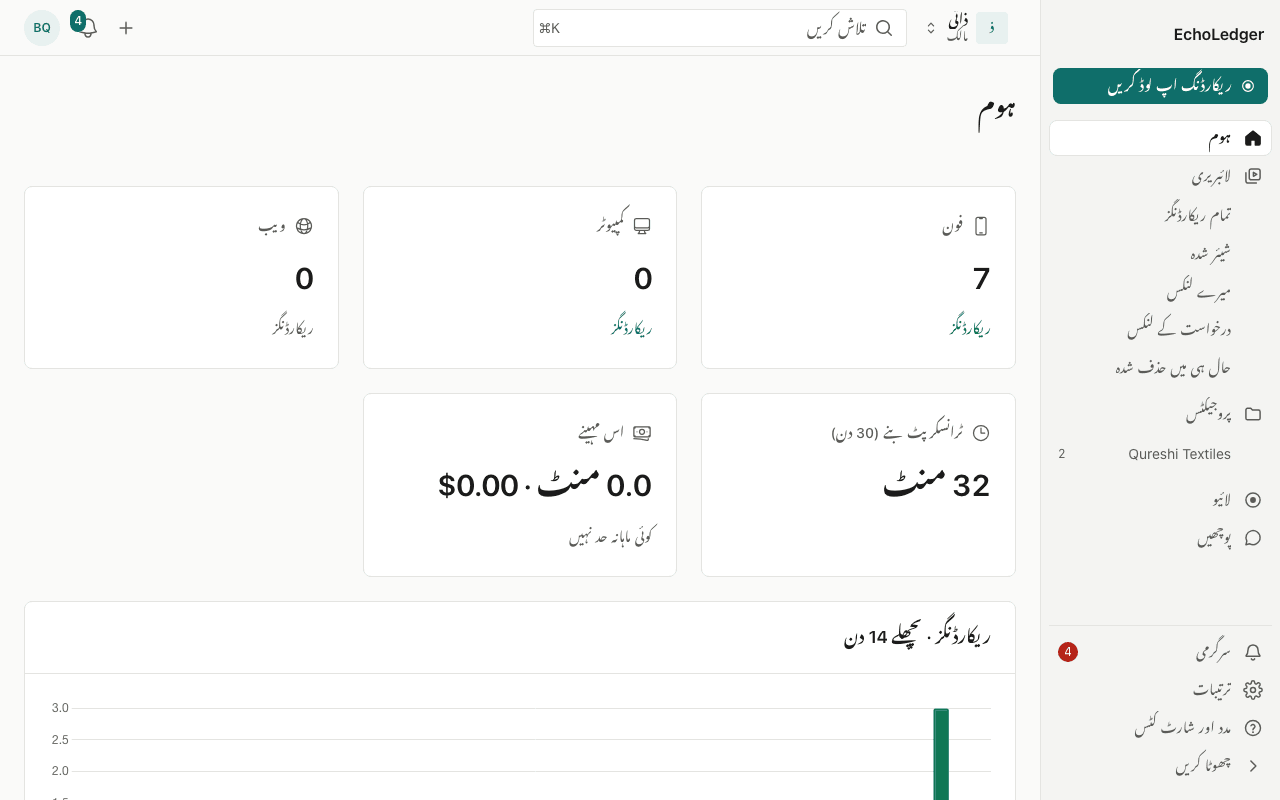 EchoLedger
ریکارڈنگ اپ لوڈ کریں
ہوم
لائبریری
تمام ریکارڈنگز
شیئر شدہ
میرے لنکس
درخواست کے لنکس
حال ہی میں حذف شدہ
پروجیکٹس
Qureshi Textiles 2
لائیو
پوچھیں
سرگرمی 4
ترتیبات
مدد اور شارٹ کٹس
چھوٹا کریں
ذ
ذاتی
مالک
تلاش کریں ⌘K
4
BQ
ہوم
فون
7
ریکارڈنگز
کمپیوٹر
0
ریکارڈنگز
ویب
0
ریکارڈنگز
ٹرانسکرپٹ بنے (30 دن)
32 منٹ
اس مہینے
0.0 منٹ · $0.00
کوئی ماہانہ حد نہیں
ریکارڈنگز · پچھلے 14 دن
3.0
2.5
2.0